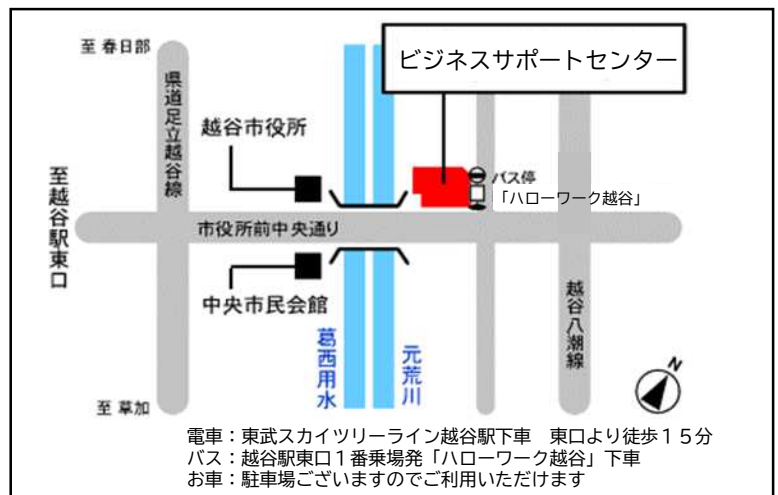 至 春日部
ビジネスサポートセンター
県道足立越谷線
越谷市役所
バス停
「ハローワーク越谷」
至越谷駅東口
市役所前中央通り
中央市民会館
葛西用水
元荒川
越谷八潮線
N
至 草加
電車：東武スカイツリーライン越谷駅下車　東口より徒歩１５分
バス：越谷駅東口１番乗場発「ハローワーク越谷」下車
お車：駐車場ございますのでご利用いただけます